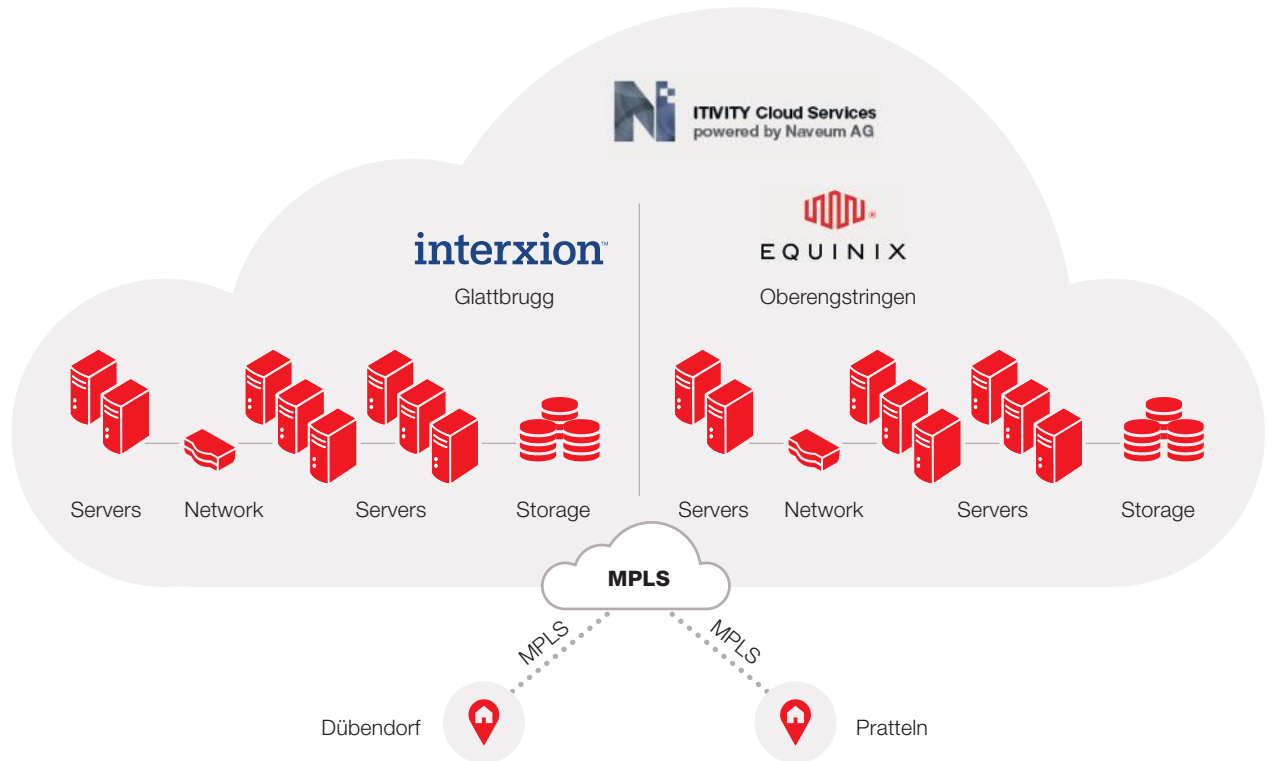 ITIVITY Cloud Services
powered by Naveum AG
interxion™
EQUINIX®
Glattbrugg
Oberengstringen
Servers
Network
Servers
Storage
Servers
Network
Servers
Storage
MPLS
MPLS
MPLS
Dübendorf
Pratteln